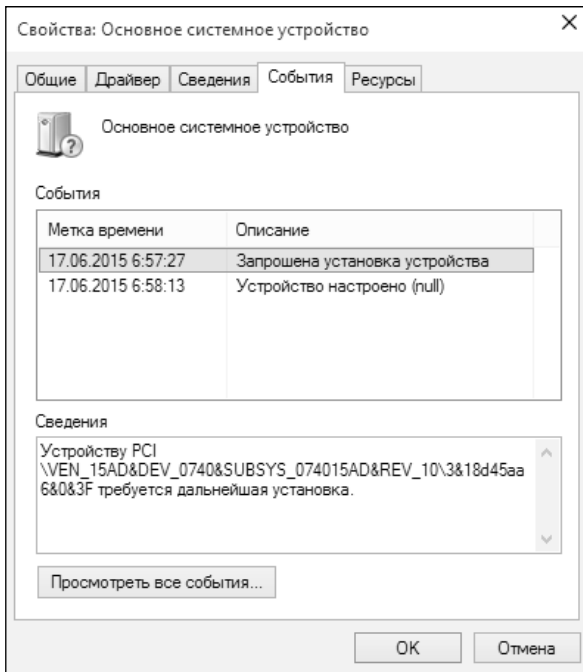 Свойства: Основное системное устройство
Общие Драйвер Сведения События Ресурсы
Основное системное устройство
События
Метка времени Описание
17.06.2015 6:57:27 Запрошена установка устройства
17.06.2015 6:58:13 Устройство настроено (null)
Сведения
Устройству PCI
\VEN_15AD&DEV_0740&SUBSYS_074015AD&REV_10\3&18d45aa
6&0&3F требуется дальнейшая установка.
Просмотреть все события...
OK Отмена